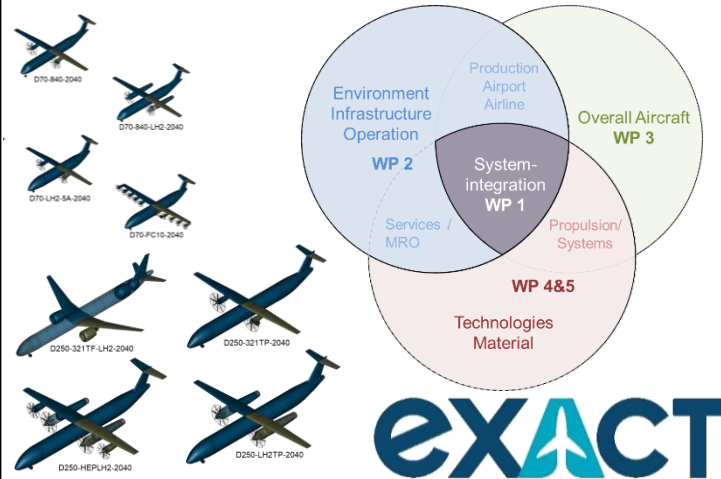 D70-840-2040
D70-840-LH2-2040
D70-LH2-5A-2040
D70-FC10-2040
D250-321TF-LH2-2040
D250-321TP-2040
D250-HEPLH2-2040
D250-LH2TP-2040
Environment
Infrastructure
Operation
WP 2
Production
Airport
Airline
Overall Aircraft
WP 3
System-
integration
WP 1
Services /
MRO
Propulsion/
Systems
WP 4&5
Technologies
Material
eXACT